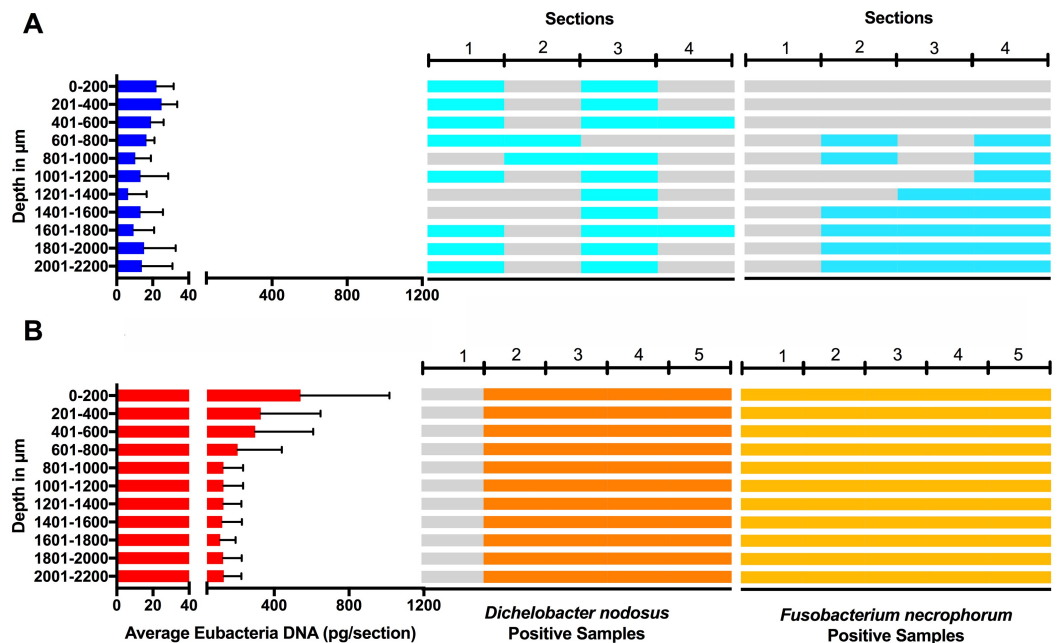 A
Sections
Sections
1 2 3 4
1 2 3 4
Depth in µm
0-200
201-400
401-600
601-800
801-1000
1001-1200
1201-1400
1401-1600
1601-1800
1801-2000
2001-2200
0 20 40 400 800 1200
B
1 2 3 4 5
1 2 3 4 5
Depth in µm
0-200
201-400
401-600
601-800
801-1000
1001-1200
1201-1400
1401-1600
1601-1800
1801-2000
2001-2200
0 20 40 400 800 1200
Average Eubacteria DNA (pg/section)
Dichelobacter nodosus
Positive Samples
Fusobacterium necrophorum
Positive Samples